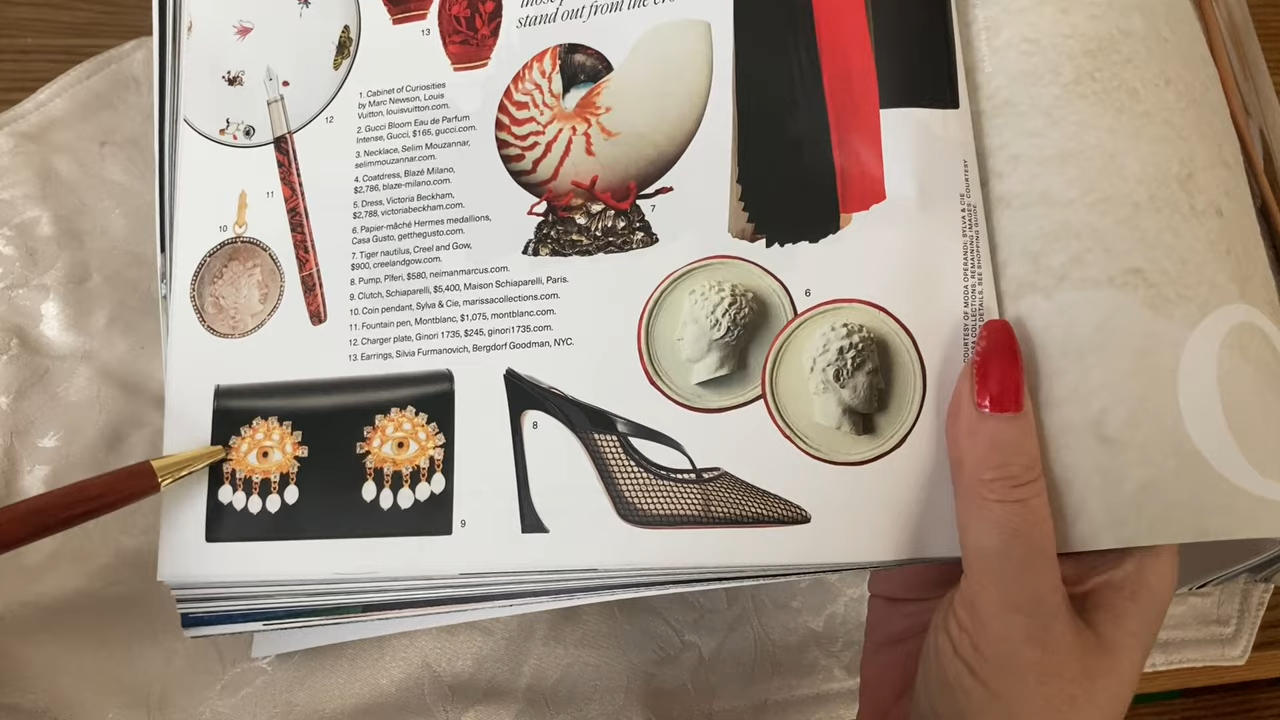 those p
stand out from the
13
12
1. Cabinet of Curiosities
by Marc Newson, Louis
Vuitton, louisvuitton.com.
2. Gucci Bloom Eau de Parfum
Intense, Gucci, $165, gucci.com.
3. Necklace, Selim Mouzannar,
selimmouzannar.com.
4. Coatdress, Blazé Milano,
$2,786, blaze-milano.com.
5. Dress, Victoria Beckham,
$2,788, victoriabeckham.com.
6. Papier-mâché Hermes medallions,
Casa Gusto, getthegusto.com.
7. Tiger nautilus, Creel and Gow,
$900, creelandgow.com.
8. Pump, Piferi, $580, neimanmarcus.com.
9. Clutch, Schiaparelli, $5,400, Maison Schiaparelli, Paris.
10. Coin pendant, Sylva & Cie, marissacollections.com.
11. Fountain pen, Montblanc, $1,075, montblanc.com.
12. Charger plate, Ginori 1735, $245, ginori1735.com.
13. Earrings, Silvia Furmanovich, Bergdorf Goodman, NYC.
11
10
7
6
8
9
COURTESY OF MODA OPERANDI; SYLVA & CIE
COLLECTIONS; REMAINING IMAGES: COURTESY
DETAILS, SEE SHOPPING GUIDE.